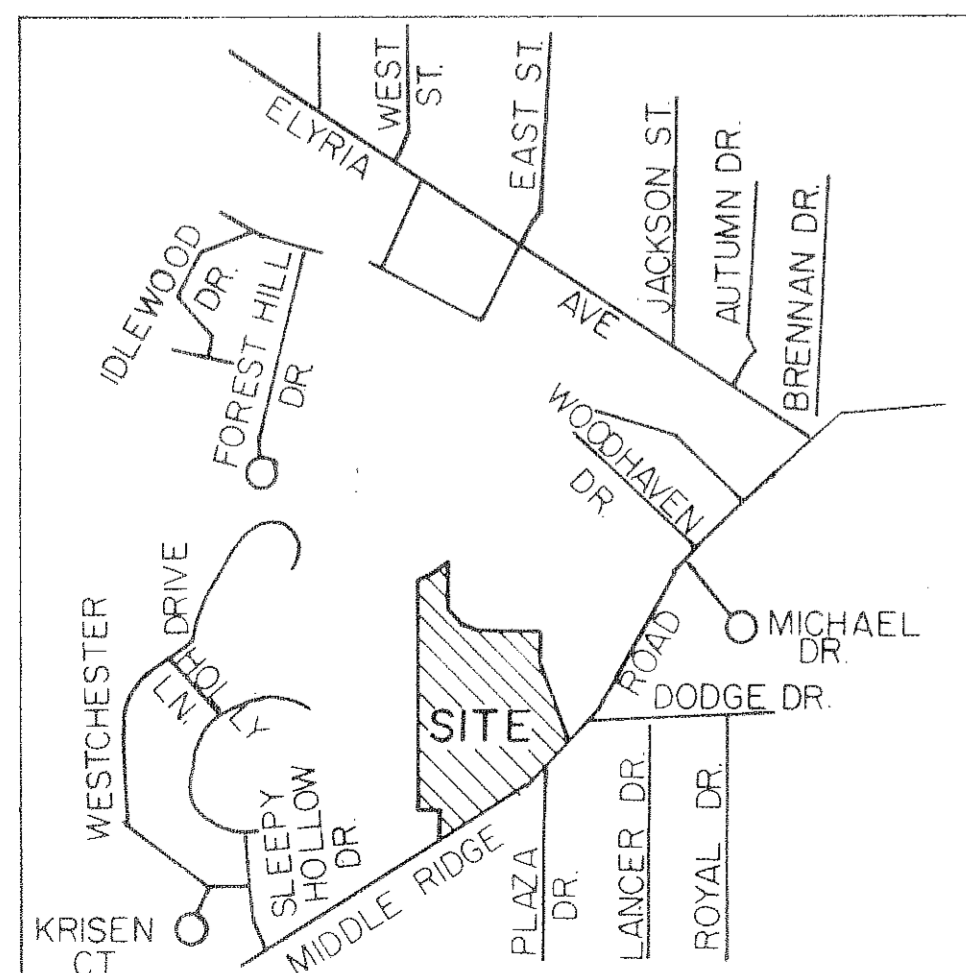 WEST
ST.
EAST ST.
ELYRIA
AVE
JACKSON ST.
AUTUMN DR.
BRENNAN DR.
IDLEWOOD
DR.
FOREST HILL
DR.
WOODHAVEN
DR.
WESTCHESTER
DRIVE
HOLLY
LN.
SITE
ROAD
MICHAEL
DR.
DODGE DR.
SLEEPY
HOLLOW
DR.
MIDDLE RIDGE
PLAZA
DR.
LANCER DR.
ROYAL DR.
KRISEN
CT